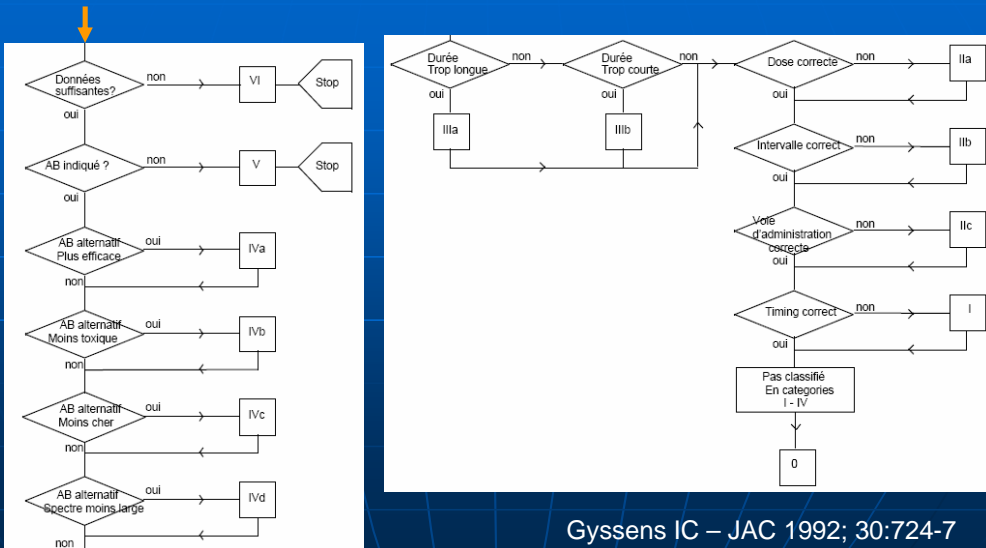 Données
suffisantes?
non
VI
Stop
oui
AB indiqué ?
non
V
Stop
oui
AB alternatif
Plus efficace
oui
IVa
non
AB alternatif
Moins toxique
oui
IVb
non
AB alternatif
Moins cher
oui
IVc
non
AB alternatif
Spectre moins large
oui
IVd
non
Durée
Trop longue
non
Durée
Trop courte
non
Dose correcte
non
IIa
oui
IIIa
oui
IIIb
oui
Intervalle correct
non
IIb
oui
Voie
d'administration
correcte
non
IIc
oui
Timing correct
non
I
oui
Pas classifié
En categories
I - IV
0
Gyssens IC – JAC 1992; 30:724-7